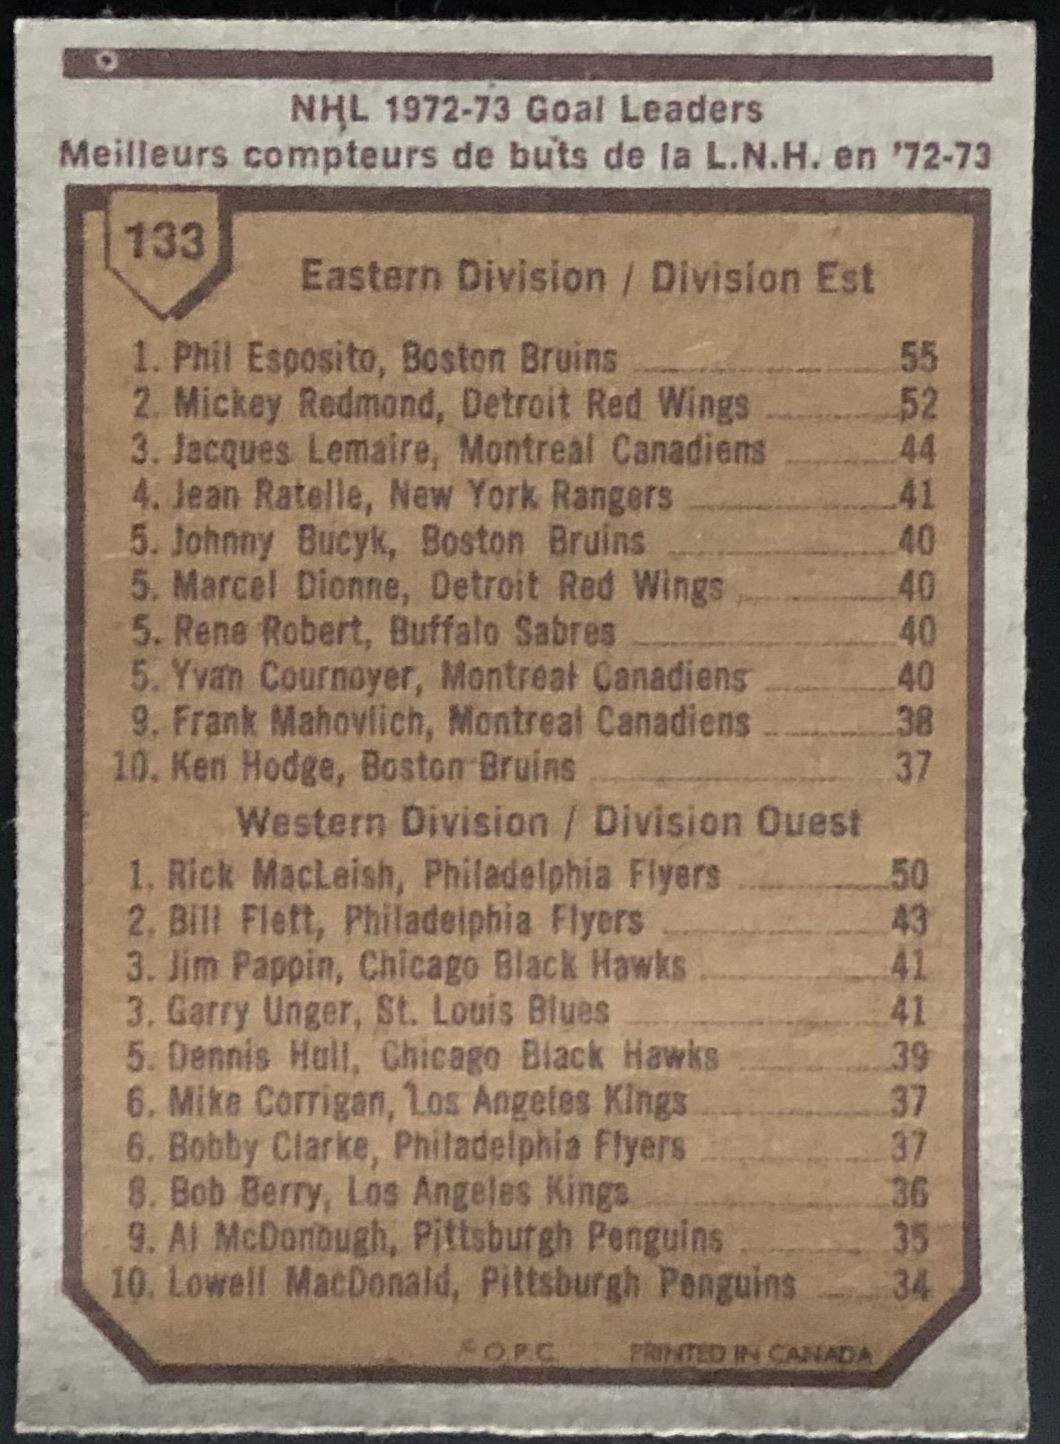 NHL 1972-73 Goal Leaders
Meilleurs compteurs de buts de la L.N.H. en '72-73
133
Eastern Division / Division Est
1. Phil Esposito, Boston Bruins 55
2. Mickey Redmond, Detroit Red Wings 52
3. Jacques Lemaire, Montreal Canadiens 44
4. Jean Ratelle, New York Rangers 41
5. Johnny Bucyk, Boston Bruins 40
5. Marcel Dionne, Detroit Red Wings 40
5. Rene Robert, Buffalo Sabres 40
5. Yvan Cournoyer, Montreal Canadiens 40
9. Frank Mahovlich, Montreal Canadiens 38
10. Ken Hodge, Boston Bruins 37
Western Division / Division Ouest
1. Rick MacLeish, Philadelphia Flyers 50
2. Bill Flett, Philadelphia Flyers 43
3. Jim Pappin, Chicago Black Hawks 41
3. Garry Unger, St. Louis Blues 41
5. Dennis Hull, Chicago Black Hawks 39
6. Mike Corrigan, Los Angeles Kings 37
6. Bobby Clarke, Philadelphia Flyers 37
8. Bob Berry, Los Angeles Kings 36
9. Al McDonough, Pittsburgh Penguins 35
10. Lowell MacDonald, Pittsburgh Penguins 34
© O.P.C. PRINTED IN CANADA